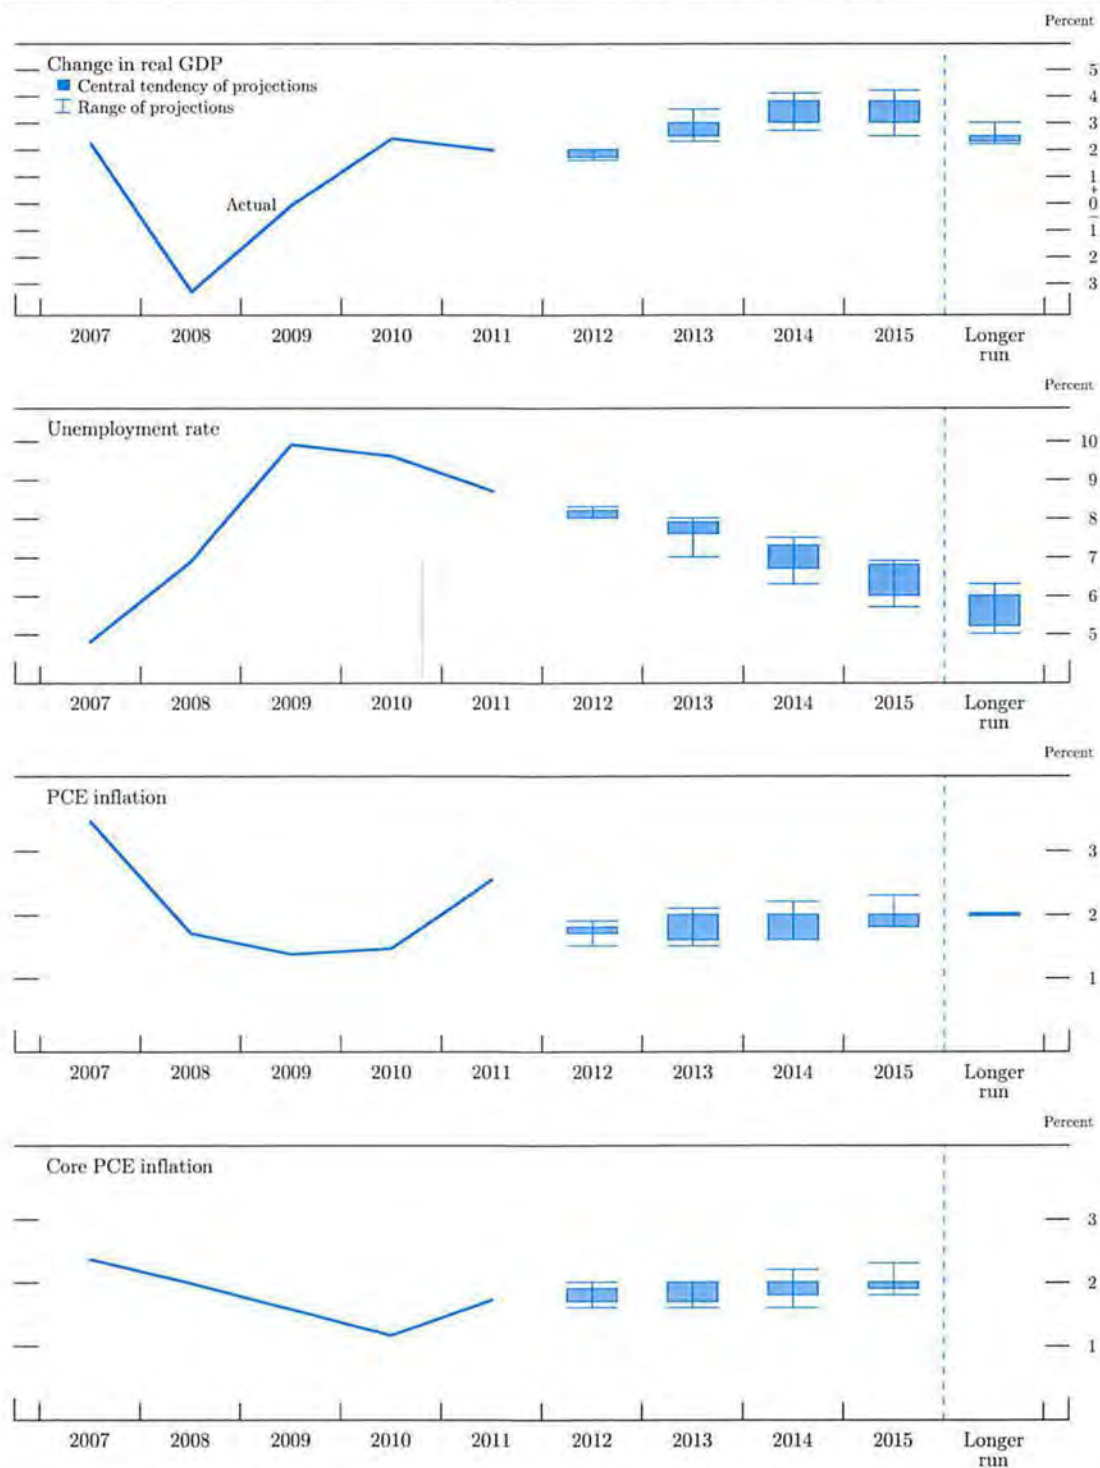 Percent
Change in real GDP
Central tendency of projections
Range of projections
Actual
5
4
3
2
1
+
0
–
1
2
3
2007 2008 2009 2010 2011 2012 2013 2014 2015 Longer run
Percent
Unemployment rate
10
9
8
7
6
5
2007 2008 2009 2010 2011 2012 2013 2014 2015 Longer run
Percent
PCE inflation
3
2
1
2007 2008 2009 2010 2011 2012 2013 2014 2015 Longer run
Percent
Core PCE inflation
3
2
1
2007 2008 2009 2010 2011 2012 2013 2014 2015 Longer run